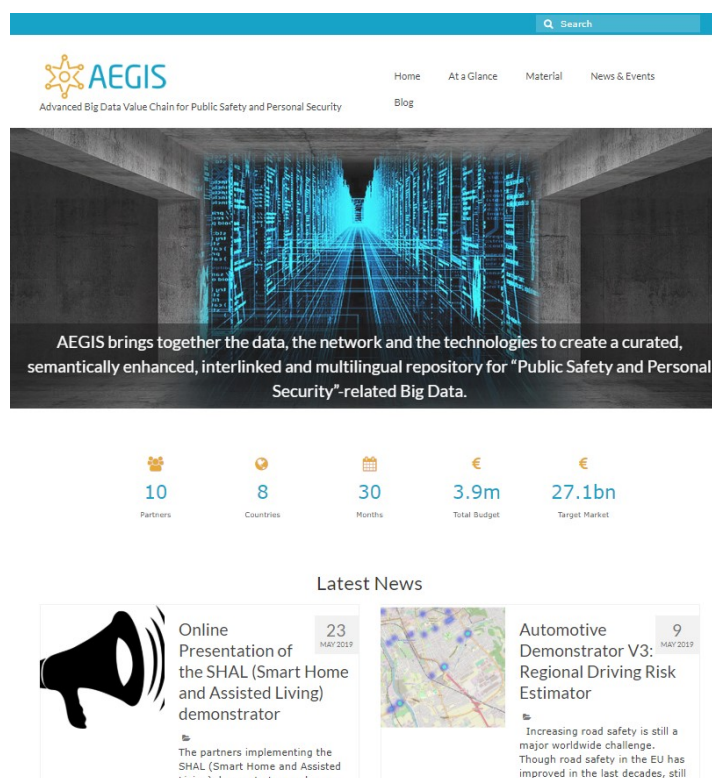 Search
AEGIS
Advanced Big Data Value Chain for Public Safety and Personal Security
Home
At a Glance
Material
News & Events
Blog
AEGIS brings together the data, the network and the technologies to create a curated,
semantically enhanced, interlinked and multilingual repository for “Public Safety and Personal
Security”-related Big Data.
10
Partners
8
Countries
30
Months
€
3.9m
Total Budget
€
27.1bn
Target Market
Latest News
Online
Presentation of
the SHAL (Smart Home
and Assisted Living)
demonstrator
23
MAY 2019
The partners implementing the
SHAL (Smart Home and Assisted
Automotive
Demonstrator V3:
Regional Driving Risk
Estimator
9
MAY 2019
Increasing road safety is still a
major worldwide challenge.
Though road safety in the EU has
improved in the last decades, still